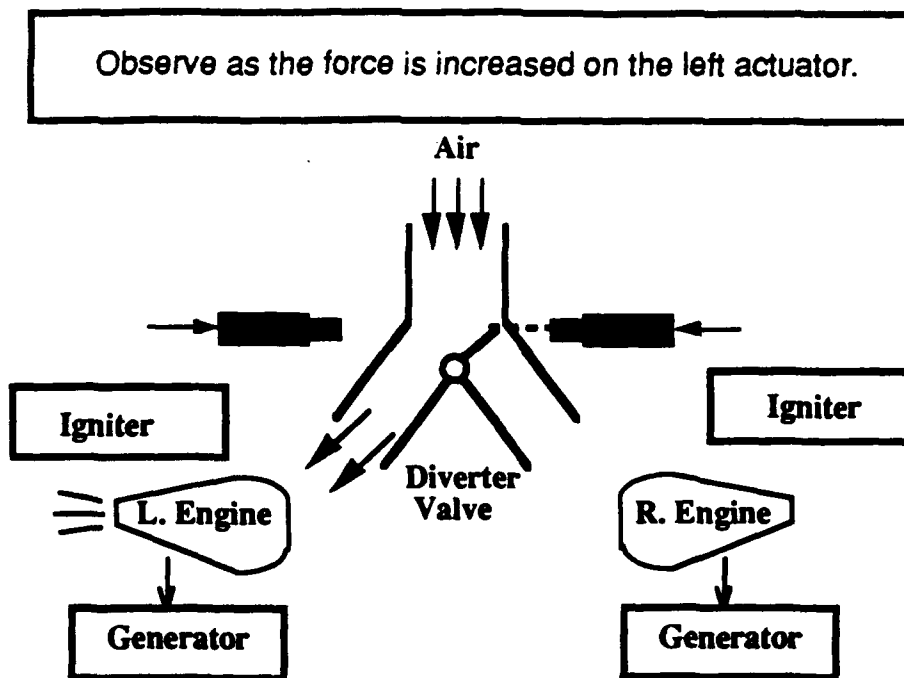 Observe as the force is increased on the left actuator.
Air
Igniter
Igniter
Diverter
Valve
L. Engine
R. Engine
Generator
Generator